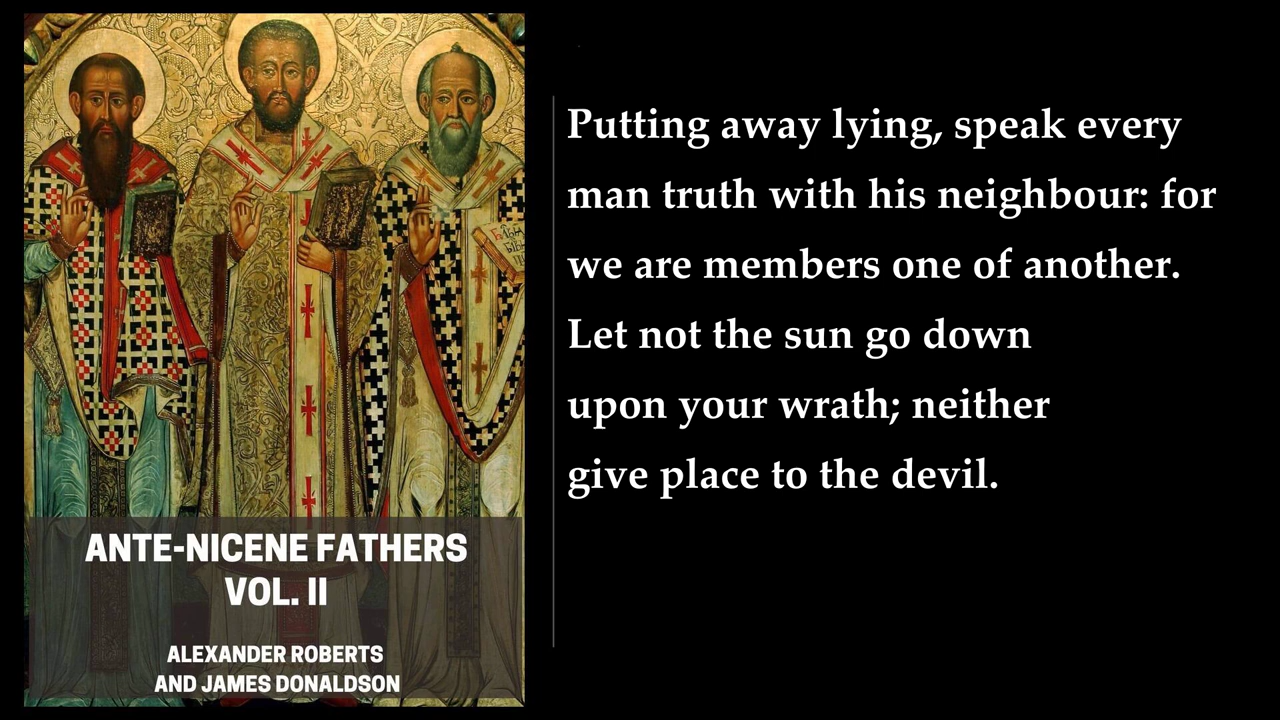 Putting away lying, speak every
man truth with his neighbour: for
we are members one of another.
Let not the sun go down
upon your wrath; neither
give place to the devil.
ANTE-NICENE FATHERS
VOL. II
ALEXANDER ROBERTS
AND JAMES DONALDSON